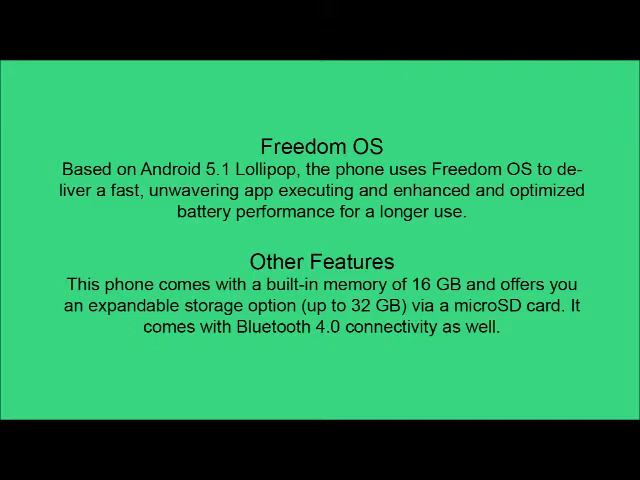 Freedom OS
Based on Android 5.1 Lollipop, the phone uses Freedom OS to de-
liver a fast, unwavering app executing and enhanced and optimized
battery performance for a longer use.
Other Features
This phone comes with a built-in memory of 16 GB and offers you
an expandable storage option (up to 32 GB) via a microSD card. It
comes with Bluetooth 4.0 connectivity as well.